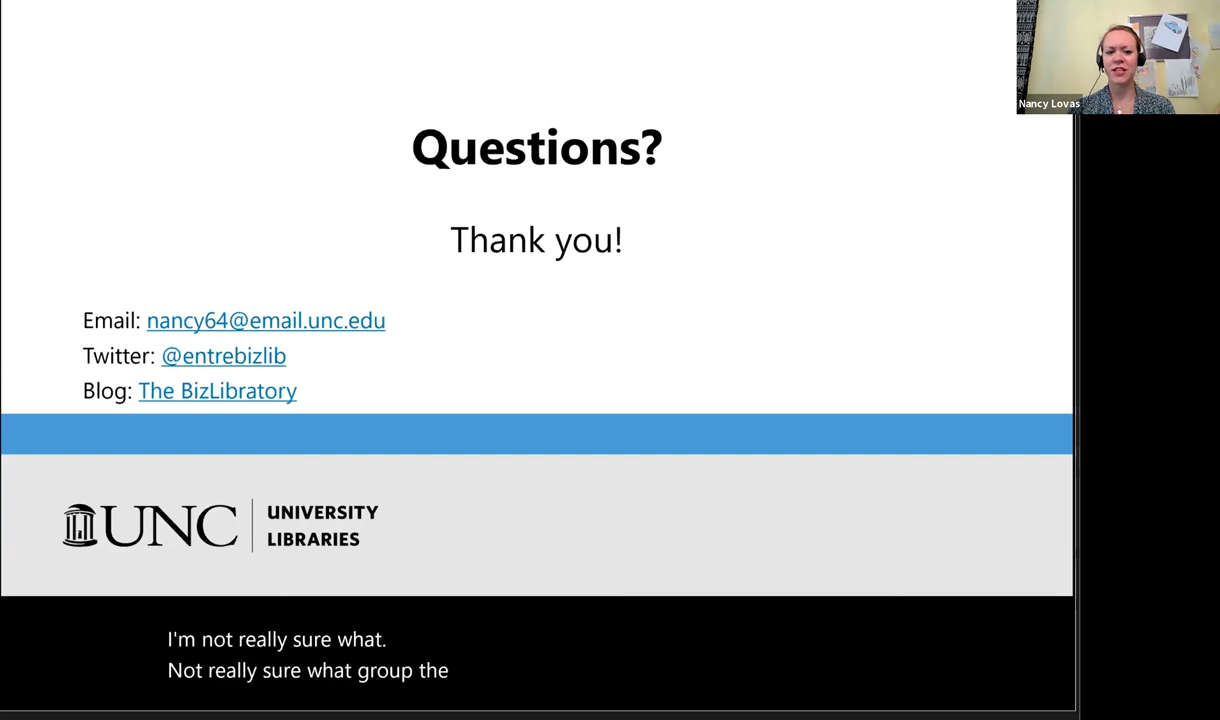 Nancy Lovas
Questions?
Thank you!
Email: nancy64@email.unc.edu
Twitter: @entrebizlib
Blog: The BizLibratory
UNC UNIVERSITY
LIBRARIES
I'm not really sure what.
Not really sure what group the